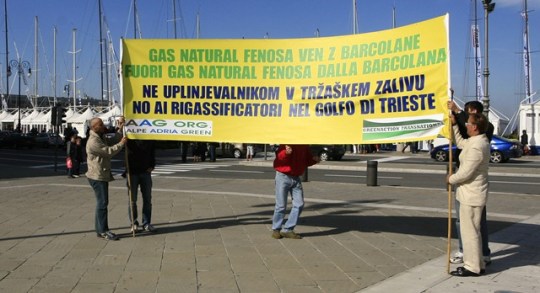 GAS NATURAL FENOSA VEN Z BARCOLANE
FUORI GAS NATURAL FENOSA DALLA BARCOLANA
NE UPLINJEVALNIKOM V TRŽAŠKEM ZALIVU
NO AI RIGASSIFICATORI NEL GOLFO DI TRIESTE
AAG ORG
ALPE ADRIA GREEN